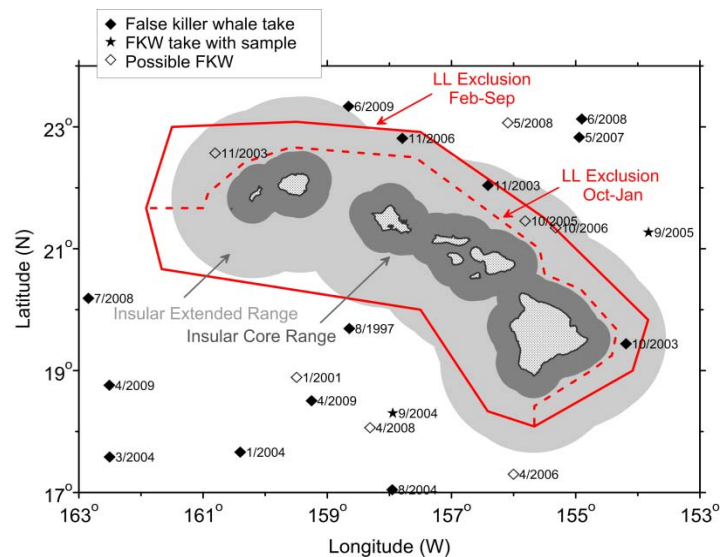 False killer whale take
FKW take with sample
Possible FKW
LL Exclusion
Feb-Sep
6/2009
6/2008
5/2008
5/2007
11/2006
11/2003
11/2003
LL Exclusion
Oct-Jan
10/2005
10/2006
9/2005
7/2008
Insular Extended Range
Insular Core Range
8/1997
10/2003
1/2001
4/2009
4/2009
9/2004
4/2008
1/2004
3/2004
4/2006
8/2004
23°
21°
19°
17°
Latitude (N)
163° 161° 159° 157° 155° 154° 153°
Longitude (W)